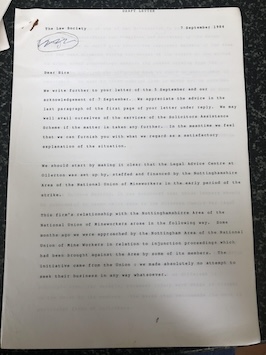 DRAFT LETTER
The Law Society 7 September 1984
Dear Sirs
We write further to your letter of the 5 September and our
acknowledgement of 7 September. We appreciate the advice in the
last paragraph of the first page of your letter under reply. We may
well avail ourselves of the services of the Solicitors Assistance
Scheme if the matter is taken any further. In the meantime we feel
that we can furnish you with what we regard as a satisfactory
explanation of the situation.
We should start by making it clear that the Legal Advice Centre at
Ollerton was set up by, staffed and financed by the Nottinghamshire
Area of the National Union of Mineworkers in the early period of the
strike.
This firm's relationship with the Nottinghamshire Area of the
National Union of Mineworkers arose in the following way. Some
months ago we were approached by the Nottingham Area of the National
Union of Mine Workers in relation to injunction proceedings which
had been brought against the Area by some of its members. The
initiative came from the Union : we made absolutely no attempt to
seek their business in any way whatsoever.